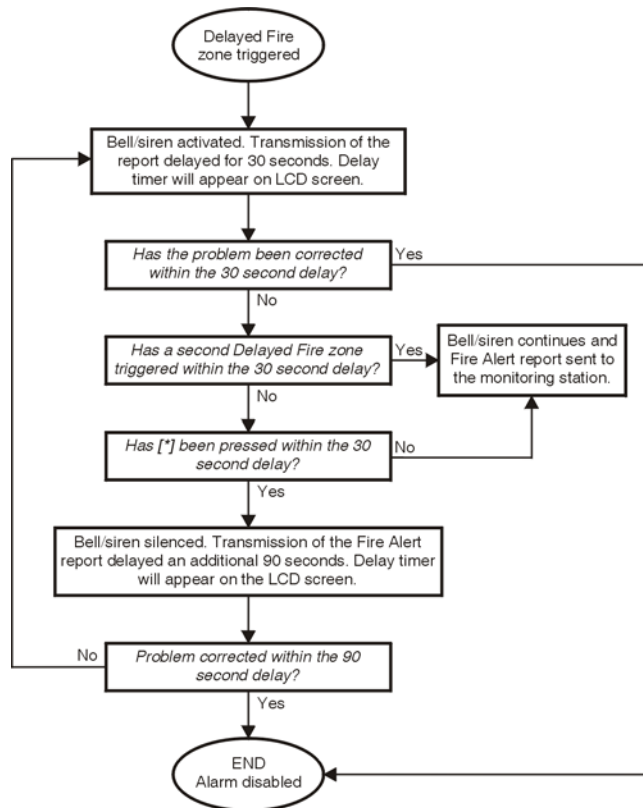 Delayed Fire
zone triggered
Bell/siren activated. Transmission of the
report delayed for 30 seconds. Delay
timer will appear on LCD screen.
Has the problem been corrected
within the 30 second delay?
Yes
No
Has a second Delayed Fire zone
triggered within the 30 second delay?
Yes
Bell/siren continues and
Fire Alert report sent to
the monitoring station.
No
Has [*] been pressed within the 30
second delay?
No
Yes
Bell/siren silenced. Transmission of the Fire Alert
report delayed an additional 90 seconds. Delay timer
will appear on the LCD screen.
No
Problem corrected within the 90
second delay?
Yes
END
Alarm disabled